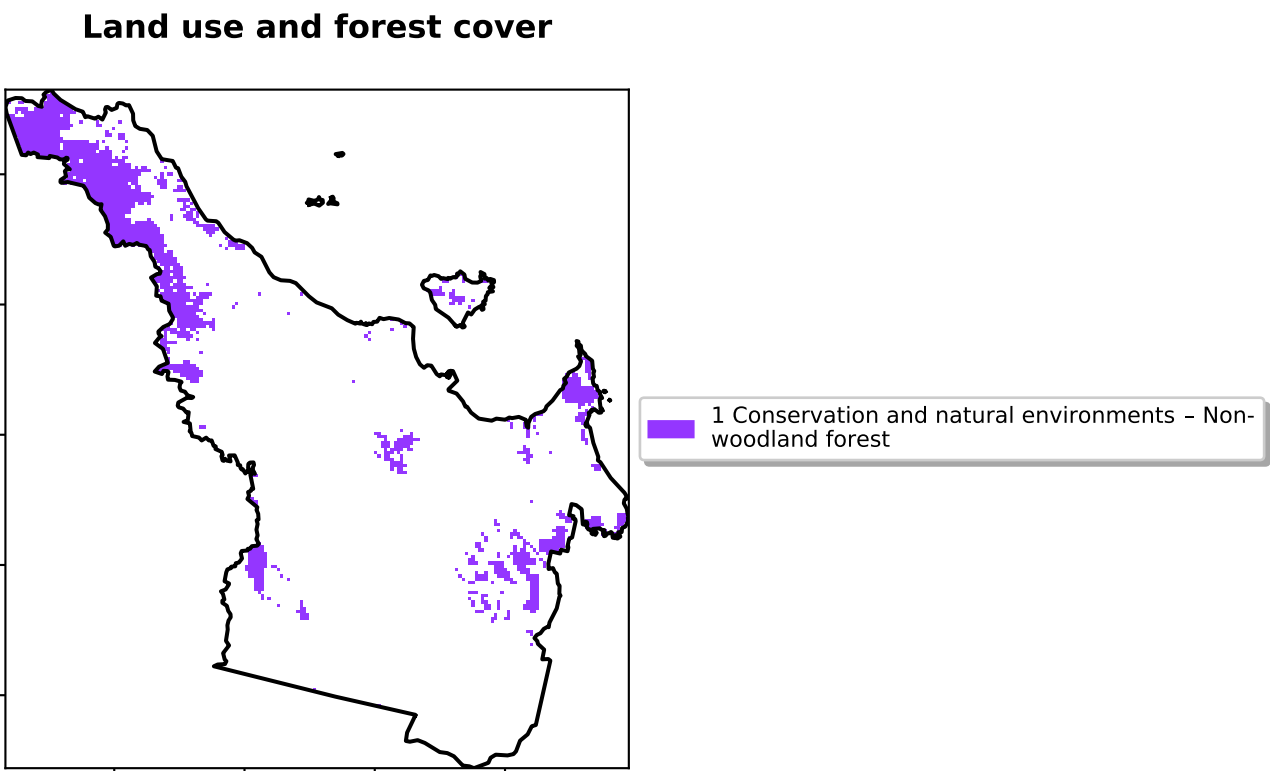 Land use and forest cover
1 Conservation and natural environments – Non-
woodland forest